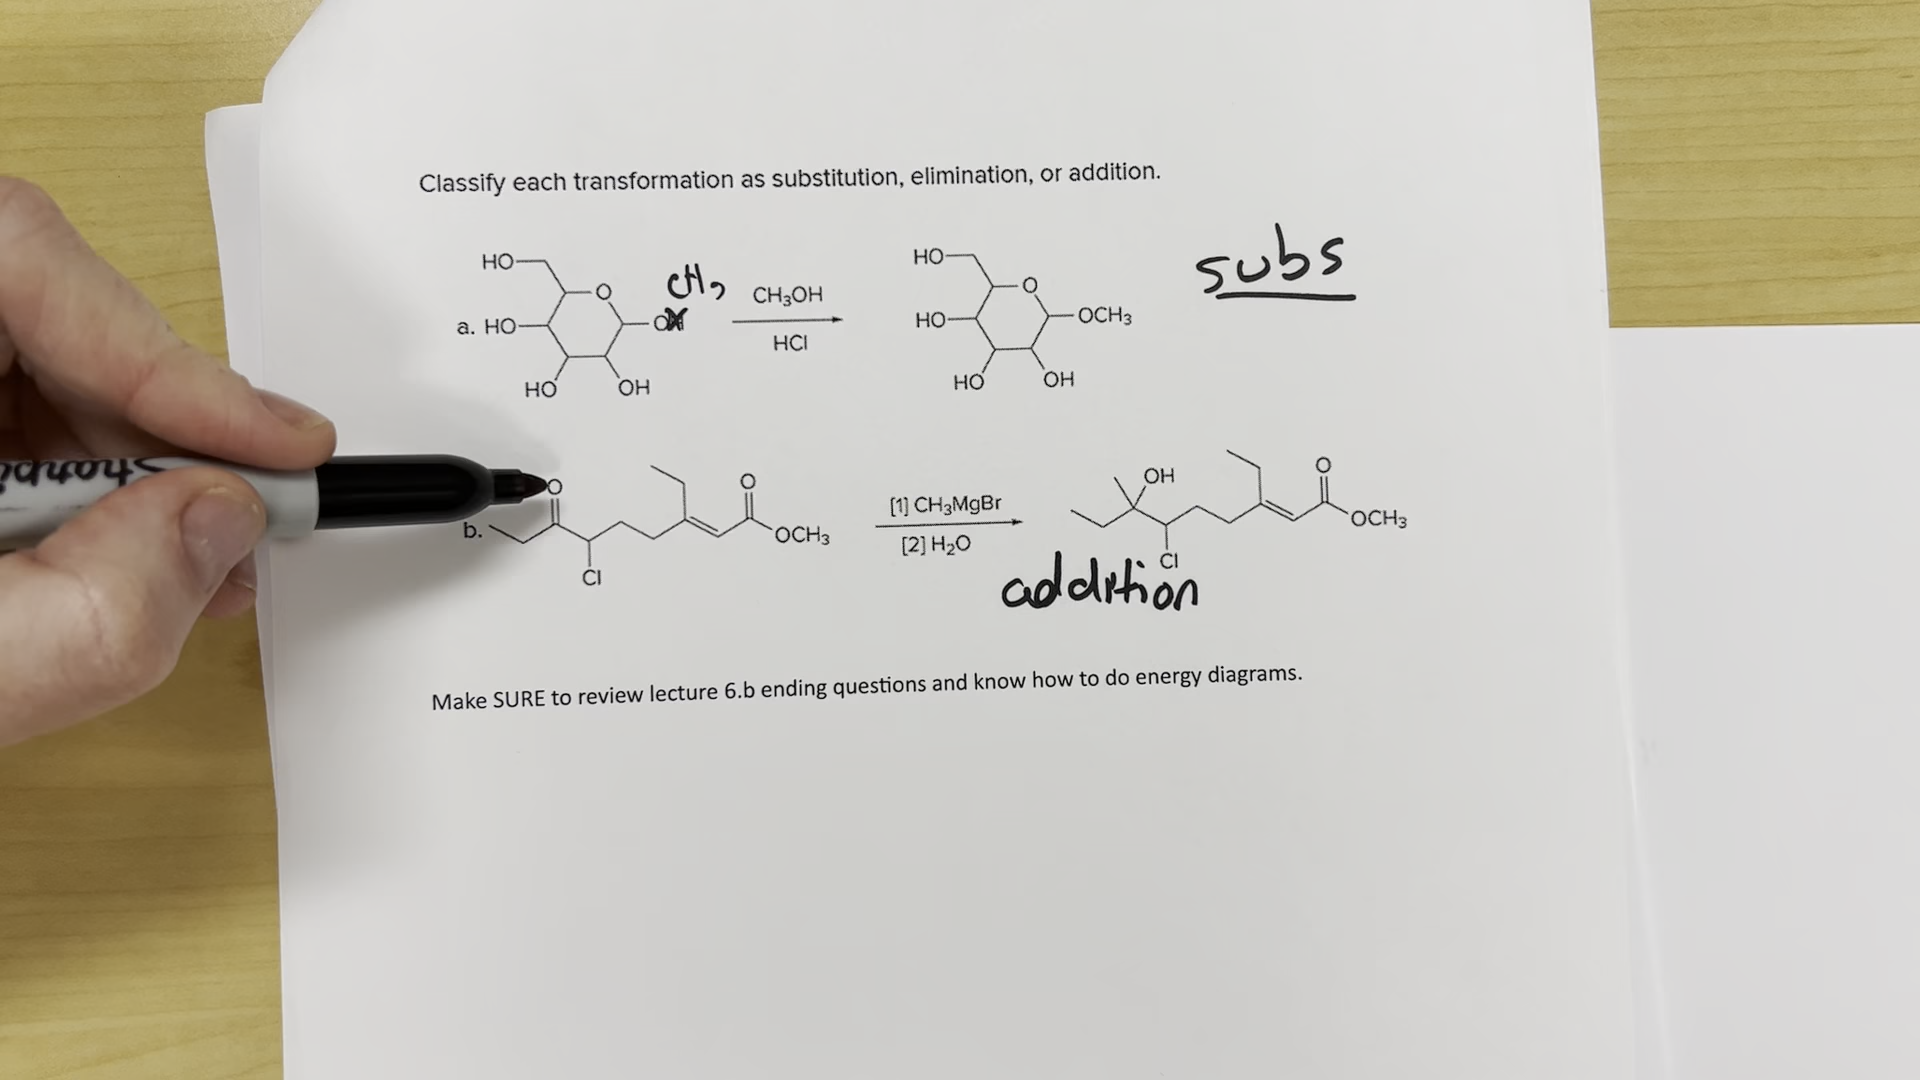 Classify each transformation as substitution, elimination, or addition.
HO
O
CH3
a. HO
OH
HO
OH
CH₃OH
HCl
HO
O
HO
OCH₃
HO
OH
subs
O
b.
Cl
O
OCH₃
[1] CH₃MgBr
[2] H₂O
OH
Cl
O
OCH₃
addition
Make SURE to review lecture 6.b ending questions and know how to do energy diagrams.
Sharpie